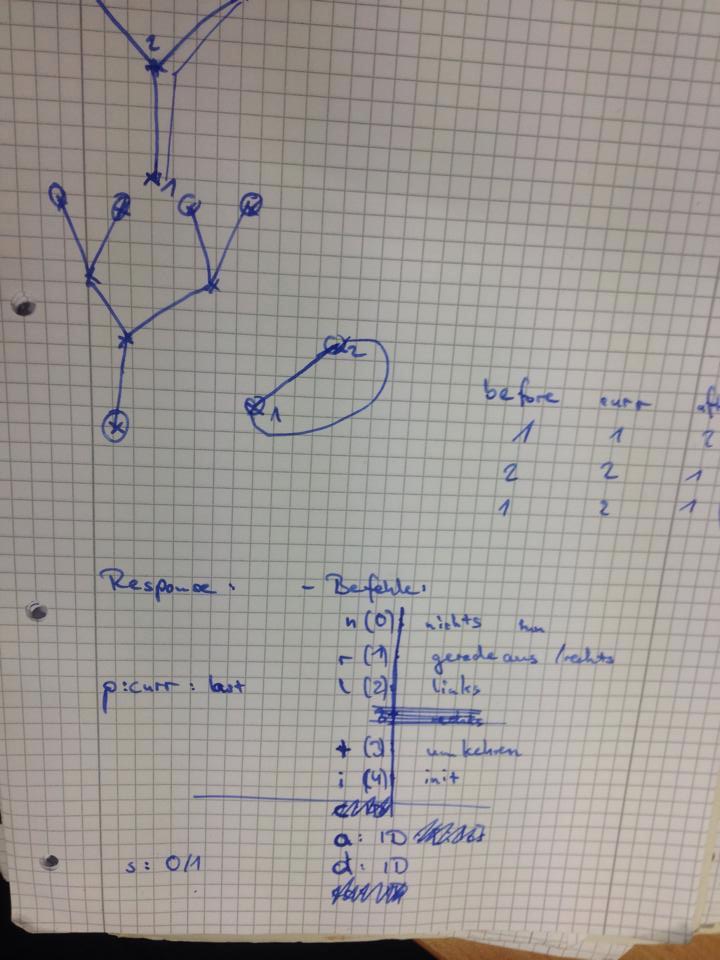 2
1
2
1
before curr
1 1 2
2 2 1
1 2 1
Response: - Befehle:
n (0) nichts tun
r (1) geradeaus /rechts
l (2) links
rechts
t (3) umkehren
i (4) init
p:curr: last
a: ID
s: 0/1 d: ID